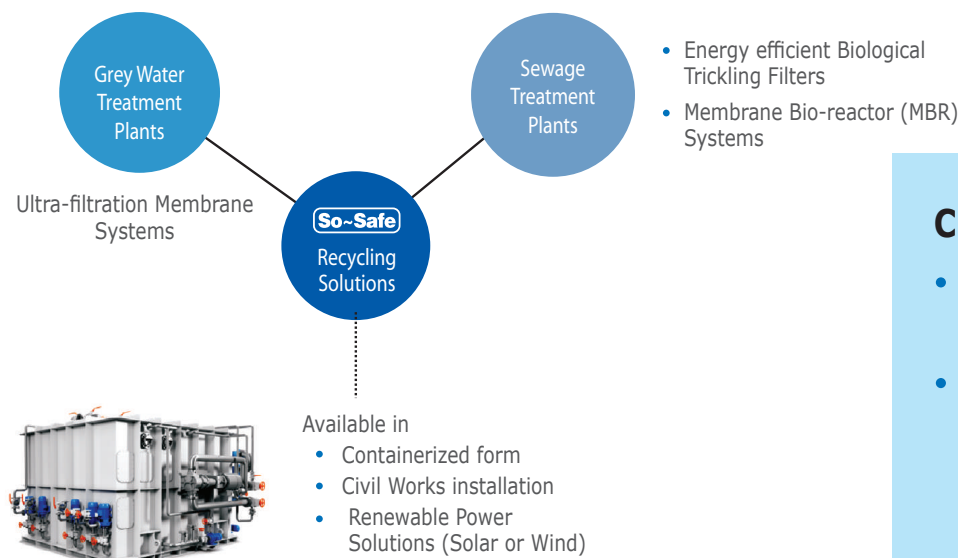 Grey Water
Treatment
Plants
Ultra-filtration Membrane
Systems
Sewage
Treatment
Plants
• Energy efficient Biological
Trickling Filters
• Membrane Bio-reactor (MBR)
Systems
So~Safe
Recycling
Solutions
Available in
• Containerized form
• Civil Works installation
• Renewable Power
Solutions (Solar or Wind)
C
•
•